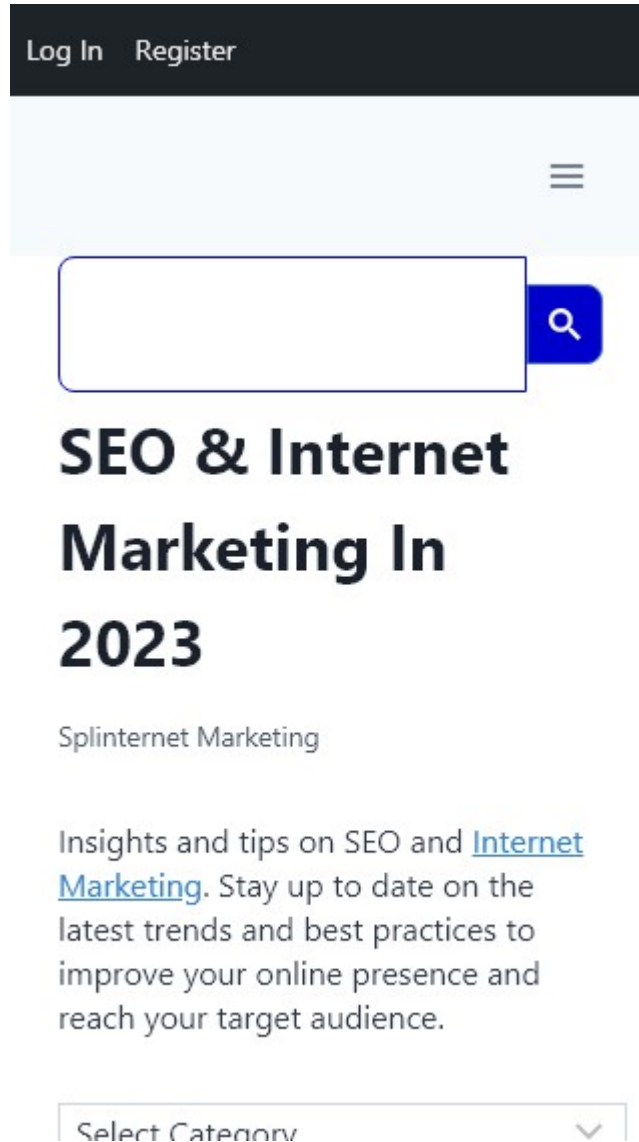 Log In Register
SEO & Internet
Marketing In
2023
Splinternet Marketing
Insights and tips on SEO and Internet
Marketing. Stay up to date on the
latest trends and best practices to
improve your online presence and
reach your target audience.
Select Category